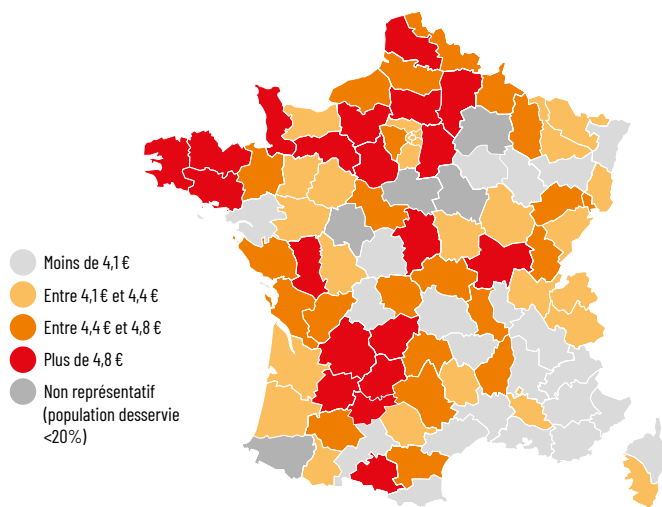 Moins de 4,1 €
Entre 4,1 € et 4,4 €
Entre 4,4 € et 4,8 €
Plus de 4,8 €
Non représentatif
(population desservie
<20%)